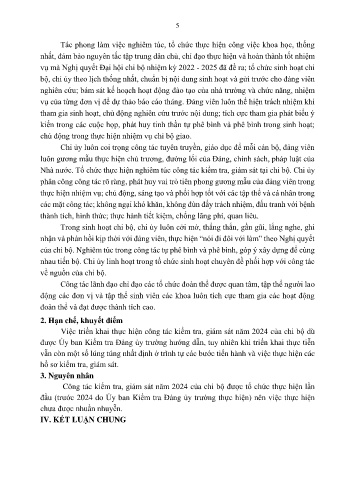 5
Tác phong làm việc nghiêm túc, tổ chức thực hiện công việc khoa học, thống
nhất, đảm bảo nguyên tắc tập trung dân chủ, chỉ đạo thực hiện và hoàn thành tốt nhiệm
vụ mà Nghị quyết Đại hội chi bộ nhiệm kỳ 2022 - 2025 đã đề ra; tổ chức sinh hoạt chi
bộ, chi ủy theo lịch thống nhất, chuẩn bị nội dung sinh hoạt và gửi trước cho đảng viên
nghiên cứu; bám sát kế hoạch hoạt động đào tạo của nhà trường và chức năng, nhiệm
vụ của từng đơn vị để dự thảo báo cáo tháng. Đảng viên luôn thể hiện trách nhiệm khi
tham gia sinh hoạt, chủ động nghiên cứu trước nội dung; tích cực tham gia phát biểu ý
kiến trong các cuộc họp, phát huy tinh thần tự phê bình và phê bình trong sinh hoạt;
chủ động trong thực hiện nhiệm vụ chi bộ giao.
Chi ủy luôn coi trọng công tác tuyên truyền, giáo dục để mỗi cán bộ, đảng viên
luôn gương mẫu thực hiện chủ trương, đường lối của Đảng, chính sách, pháp luật của
Nhà nước. Tổ chức thực hiện nghiêm công tác kiểm tra, giám sát tại chi bộ. Chi ủy
phân công công tác rõ ràng, phát huy vai trò tiên phong gương mẫu của đảng viên trong
thực hiện nhiệm vụ; chủ động, sáng tạo và phối hợp tốt với các tập thể và cá nhân trong
các mặt công tác; không ngại khó khăn, không đùn đẩy trách nhiệm, đấu tranh với bệnh
thành tích, hình thức; thực hành tiết kiệm, chống lãng phí, quan liêu.
Trong sinh hoạt chi bộ, chi ủy luôn cởi mở, thẳng thắn, gần gũi, lắng nghe, ghi
nhận và phản hồi kịp thời với đảng viên, thực hiện “nói đi đôi với làm” theo Nghị quyết
của chi bộ. Nghiêm túc trong công tác tự phê bình và phê bình, góp ý xây dựng để cùng
nhau tiến bộ. Chi ủy linh hoạt trong tổ chức sinh hoạt chuyên đề phối hợp với công tác
về nguồn của chi bộ.
Công tác lãnh đạo chỉ đạo các tổ chức đoàn thể được quan tâm, tập thể người lao
động các đơn vị và tập thể sinh viên các khoa luôn tích cực tham gia các hoạt động
đoàn thể và đạt được thành tích cao.
2. Hạn chế, khuyết điểm
Việc triển khai thực hiện công tác kiểm tra, giám sát năm 2024 của chi bộ dù
được Ủy ban Kiểm tra Đảng ủy trường hướng dẫn, tuy nhiên khi triển khai thực tiễn
vẫn còn một số lúng túng nhất định ở trình tự các bước tiến hành và việc thực hiện các
hồ sơ kiểm tra, giám sát.
3. Nguyên nhân
Công tác kiểm tra, giám sát năm 2024 của chi bộ được tổ chức thực hiện lần
đầu (trước 2024 do Ủy ban Kiểm tra Đảng ủy trường thực hiện) nên việc thực hiện
chưa được nhuần nhuyễn.
IV. KẾT LUẬN CHUNG